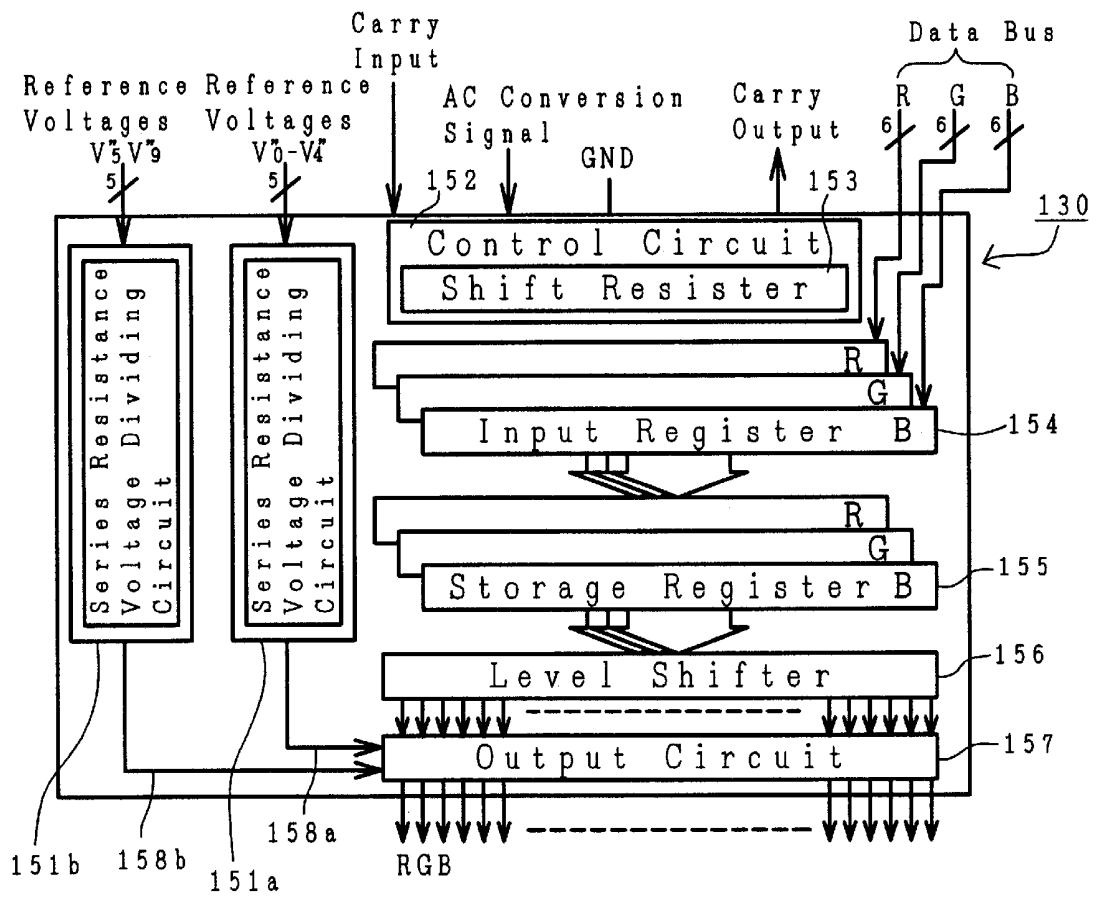 Carry
Input
Data Bus
Reference
Voltages
V"5 V"9
Reference
Voltages
V"0-V"4
AC Conversion
Signal
Carry
Output
R G B
6 6 6
5
5
GND
152
153
130
Control Circuit
Shift Resister
Series Resistance
Voltage Dividing
Circuit
Series Resistance
Voltage Dividing
Circuit
R
G
Input Register B
154
R
G
Storage Register B
155
Level Shifter
156
Output Circuit
157
158a
151b
158b
151a
RGB